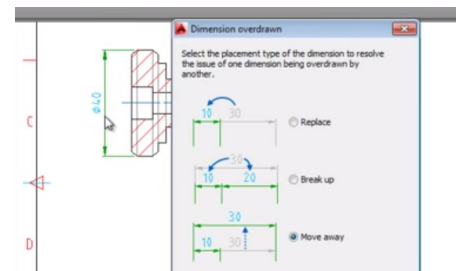 Dimension overdrawn
Select the placement type of the dimension to resolve
the issue of one dimension being overdrawn by
another.
ø40
C
D
10 30
Replace
30
10 20
Break up
30
10 30
Move away